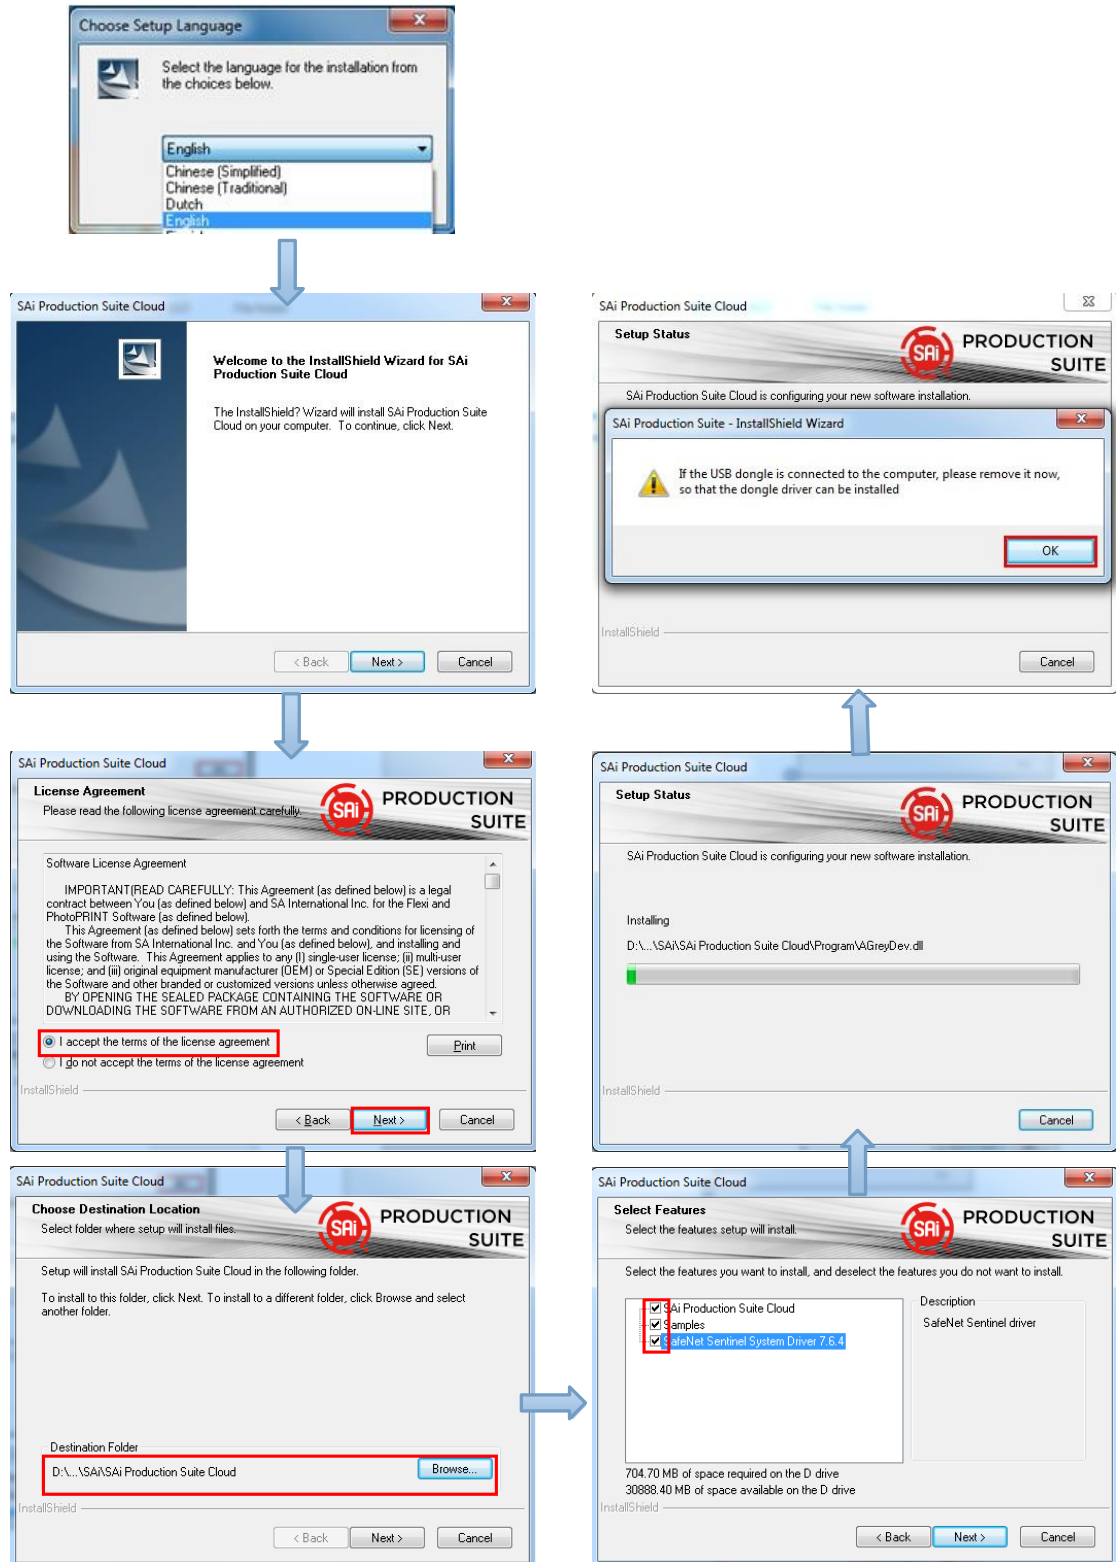 Choose Setup Language
Select the language for the installation from
the choices below.
English
Chinese (Simplified)
Chinese (Traditional)
Dutch
English
SAi Production Suite Cloud
Welcome to the InstallShield Wizard for SAi
Production Suite Cloud
The InstallShield? Wizard will install SAi Production Suite
Cloud on your computer. To continue, click Next.
< Back
Next >
Cancel
SAi Production Suite Cloud
License Agreement
Please read the following license agreement carefully.
SAi
PRODUCTION
SUITE
Software License Agreement
IMPORTANT(READ CAREFULLY: This Agreement (as defined below) is a legal
contract between You (as defined below) and SA International Inc. for the Flexi and
PhotoPRINT Software (as defined below).
This Agreement (as defined below) sets forth the terms and conditions for licensing of
the Software from SA International Inc. and You (as defined below), and installing and
using the Software. This Agreement applies to any (I) single-user license; (ii) multi-user
license; and (iii) original equipment manufacturer (OEM) or Special Edition (SE) versions of
the Software and other branded or customized versions unless otherwise agreed.
BY OPENING THE SEALED PACKAGE CONTAINING THE SOFTWARE OR
DOWNLOADING THE SOFTWARE FROM AN AUTHORIZED ON-LINE SITE, OR
I accept the terms of the license agreement
Print
I do not accept the terms of the license agreement
InstallShield
< Back
Next >
Cancel
SAi Production Suite Cloud
Choose Destination Location
Select folder where setup will install files.
SAi
PRODUCTION
SUITE
Setup will install SAi Production Suite Cloud in the following folder.
To install to this folder, click Next. To install to a different folder, click Browse and select
another folder.
Destination Folder
D:\...\SAi\SAi Production Suite Cloud
Browse...
InstallShield
< Back
Next >
Cancel
SAi Production Suite Cloud
Select Features
Select the features setup will install.
SAi
PRODUCTION
SUITE
Select the features you want to install, and deselect the features you do not want to install.
SAi Production Suite Cloud
Samples
SafeNet Sentinel System Driver 7.6.4
Description
SafeNet Sentinel driver
704.70 MB of space required on the D drive
30888.40 MB of space available on the D drive
InstallShield
< Back
Next >
Cancel
SAi Production Suite Cloud
Setup Status
SAi
PRODUCTION
SUITE
SAi Production Suite Cloud is configuring your new software installation.
Installing
D:\...\SAi\SAi Production Suite Cloud\Program\AGreyDev.dll
InstallShield
Cancel
SAi Production Suite Cloud
Setup Status
SAi
PRODUCTION
SUITE
SAi Production Suite Cloud is configuring your new software installation.
SAi Production Suite - InstallShield Wizard
If the USB dongle is connected to the computer, please remove it now,
so that the dongle driver can be installed
OK
InstallShield
Cancel